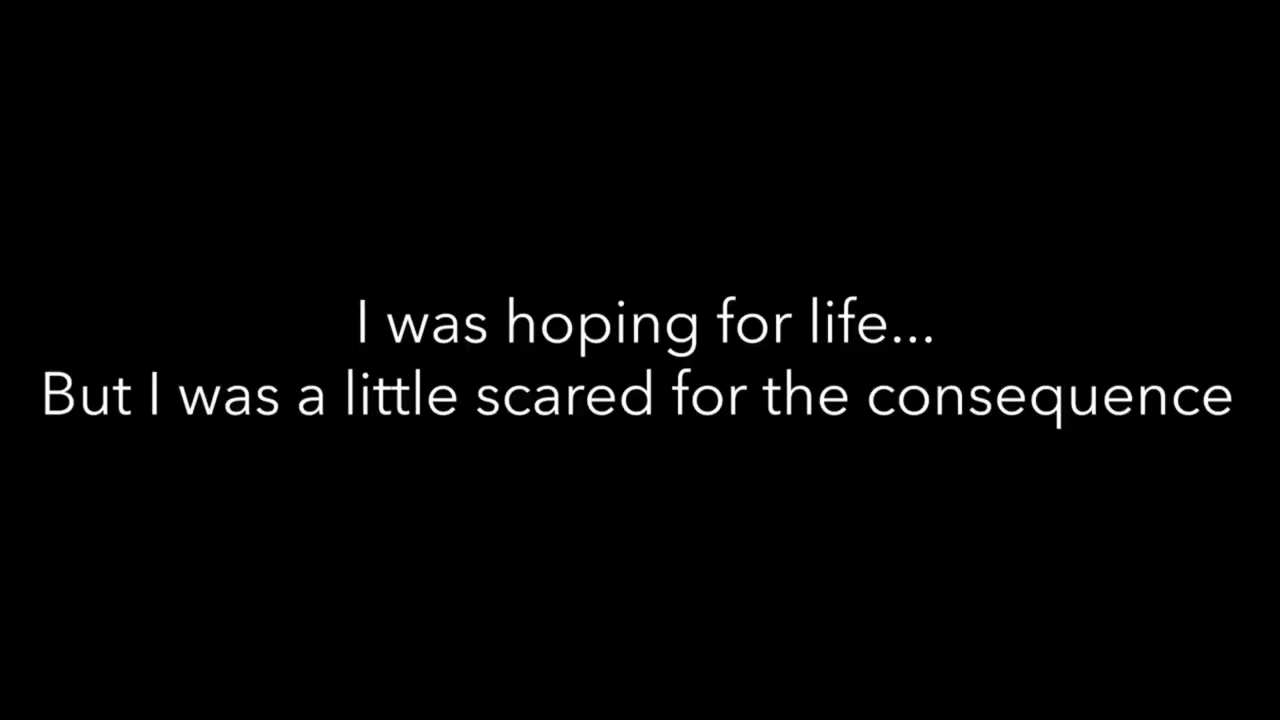 I was hoping for life...
But I was a little scared for the consequence